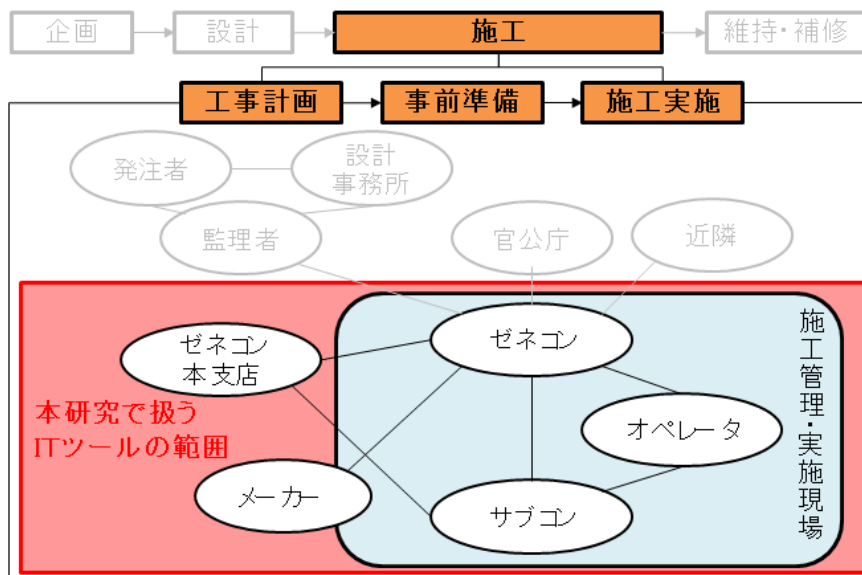 企画
設計
施工
維持・補修
工事計画
事前準備
施工実施
発注者
設計
事務所
監理者
官公庁
近隣
ゼネコン
ゼネコン
本支店
施工管理・実施現場
本研究で扱う
ITツールの範囲
オペレータ
メーカー
サブコン